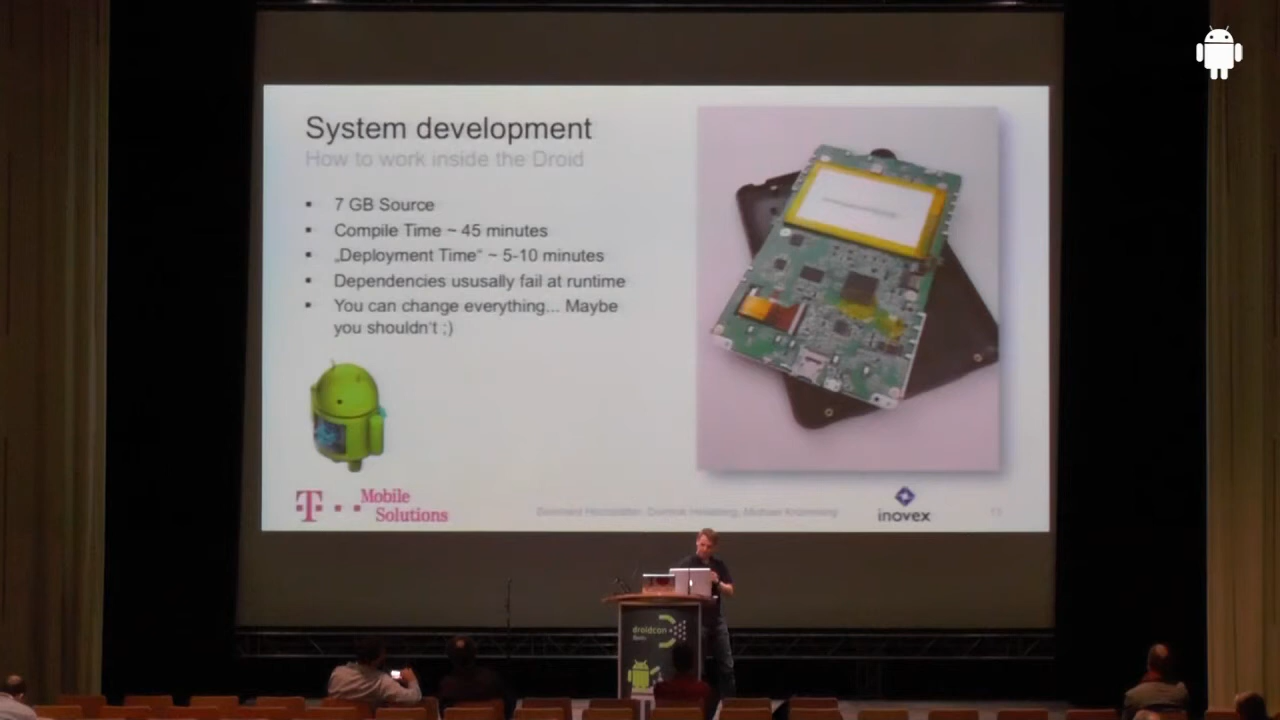 System development
How to work inside the Droid
▪ 7 GB Source
▪ Compile Time ~ 45 minutes
▪ „Deployment Time“ ~ 5-10 minutes
▪ Dependencies ususally fail at runtime
▪ You can change everything... Maybe
you shouldn't ;)
T · · Mobile
Solutions
inovex
droidcon